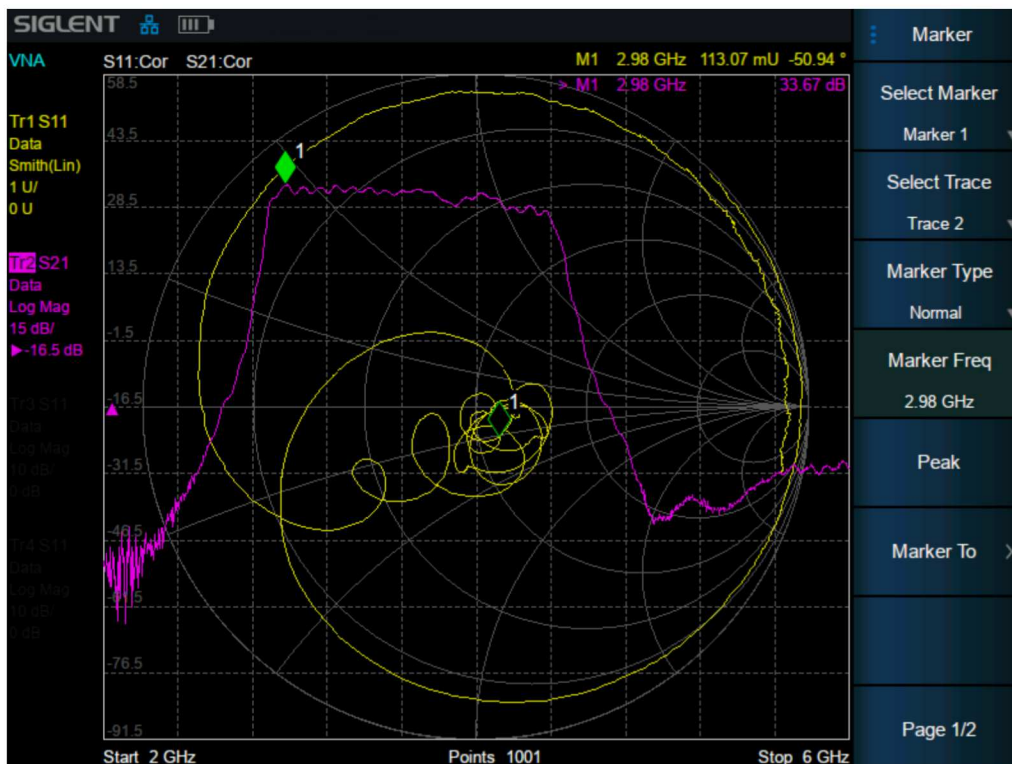 SIGLENT
VNA
S11:Cor S21:Cor
M1 2.98 GHz 113.07 mU -50.94 °
> M1 2.98 GHz 33.67 dB
Tr1 S11
Data
Smith(Lin)
1 U/
0 U
Tr2 S21
Data
Log Mag
15 dB/
▶-16.5 dB
Tr3 S11
Data
Log Mag
10 dB/
0 dB
Tr4 S11
Data
Log Mag
10 dB/
0 dB
58.5
43.5
28.5
13.5
-1.5
-16.5
-31.5
-76.5
-91.5
1
1
Start 2 GHz
Points 1001
Stop 6 GHz
Marker
Select Marker
Marker 1
Select Trace
Trace 2
Marker Type
Normal
Marker Freq
2.98 GHz
Peak
Marker To
Page 1/2